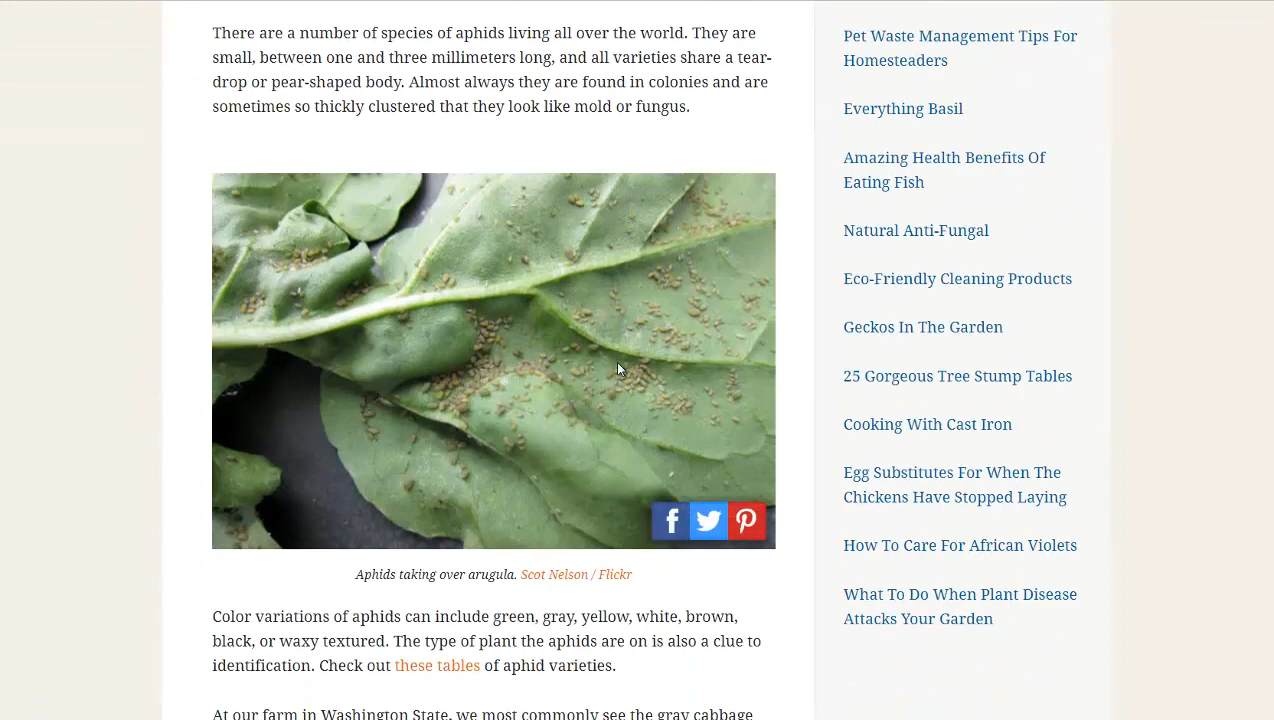 There are a number of species of aphids living all over the world. They are
small, between one and three millimeters long, and all varieties share a tear-
drop or pear-shaped body. Almost always they are found in colonies and are
sometimes so thickly clustered that they look like mold or fungus.
Aphids taking over arugula. Scot Nelson / Flickr
Color variations of aphids can include green, gray, yellow, white, brown,
black, or waxy textured. The type of plant the aphids are on is also a clue to
identification. Check out these tables of aphid varieties.
At our farm in Washington State, we most commonly see the gray cabbage
Pet Waste Management Tips For
Homesteaders
Everything Basil
Amazing Health Benefits Of
Eating Fish
Natural Anti-Fungal
Eco-Friendly Cleaning Products
Geckos In The Garden
25 Gorgeous Tree Stump Tables
Cooking With Cast Iron
Egg Substitutes For When The
Chickens Have Stopped Laying
How To Care For African Violets
What To Do When Plant Disease
Attacks Your Garden